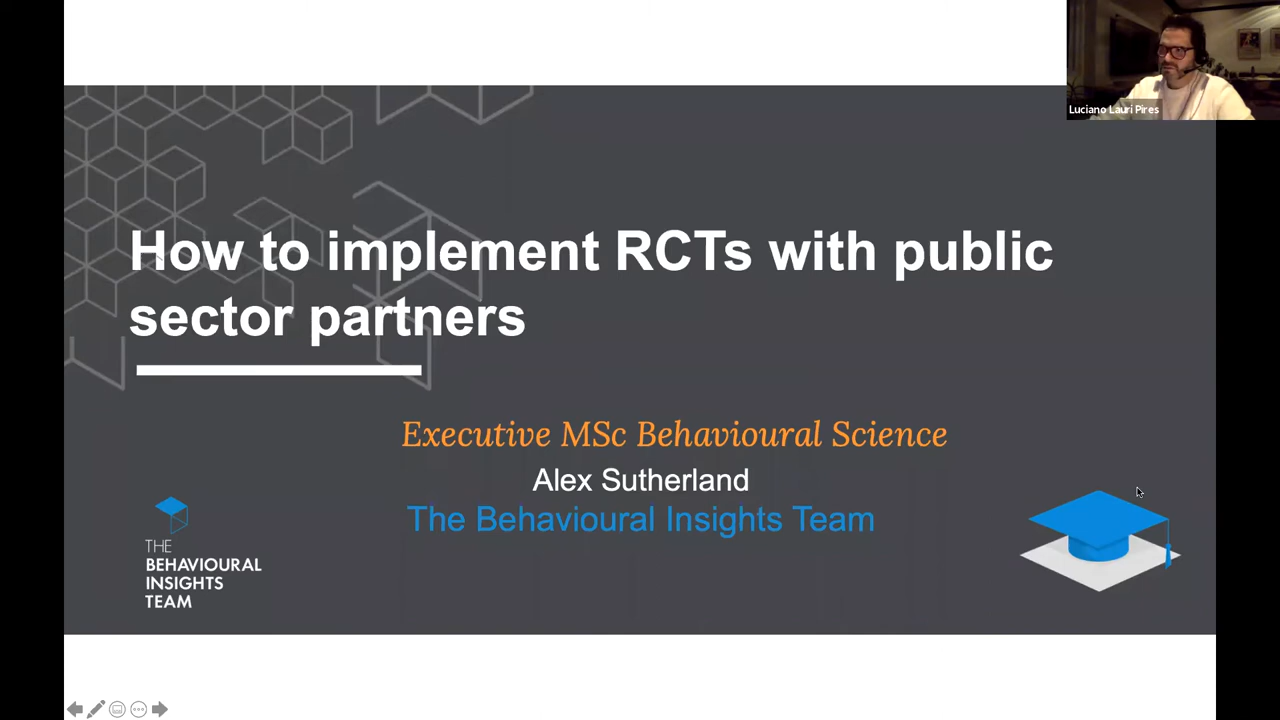 Luciano Lauri Pires
How to implement RCTs with public
sector partners
Executive MSc Behavioural Science
Alex Sutherland
The Behavioural Insights Team
THE
BEHAVIOURAL
INSIGHTS
TEAM